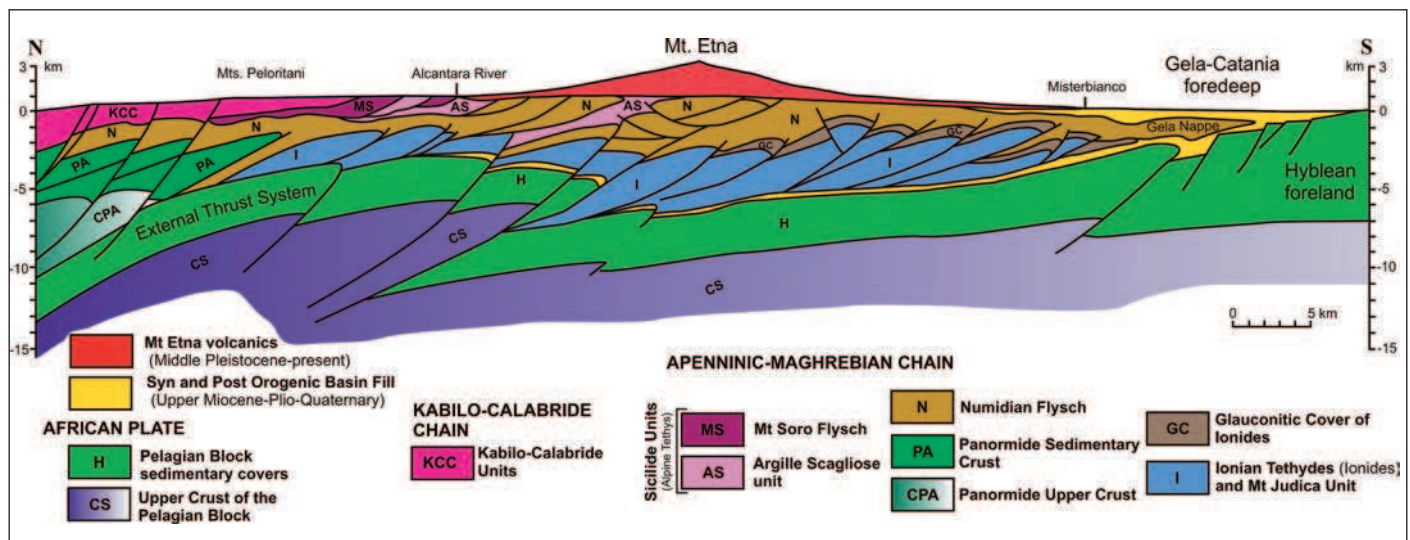 Mt. Etna
N
S
Gela-Catania
foredeep
Mts. Peloritani
Alcantara River
Misterbianco
3
km
0
-5
-10
-15
km
3
0
-5
-10
-15
KCC
MS
AS
N
AS
N
N
N
N
GC
GC
Gela Nappe
PA
PA
I
I
I
H
H
CPA
External Thrust System
Hyblean
foreland
CS
CS
CS
0
5 km
Mt Etna volcanics
(Middle Pleistocene-present)
Syn and Post Orogenic Basin Fill
(Upper Miocene-Plio-Quaternary)
AFRICAN PLATE
H
Pelagian Block
sedimentary covers
CS
Upper Crust of the
Pelagian Block
KABILO-CALABRIDE
CHAIN
KCC
Kabilo-Calabride
Units
APENNINIC-MAGHREBIAN CHAIN
Sicilide Units
(Alpine Tethys)
MS
Mt Soro Flysch
AS
Argille Scagliose
unit
N
Numidian Flysch
PA
Panormide Sedimentary
Crust
CPA
Panormide Upper Crust
GC
Glauconitic Cover of
Ionides
I
Ionian Tethydes (Ionides)
and Mt Judica Unit